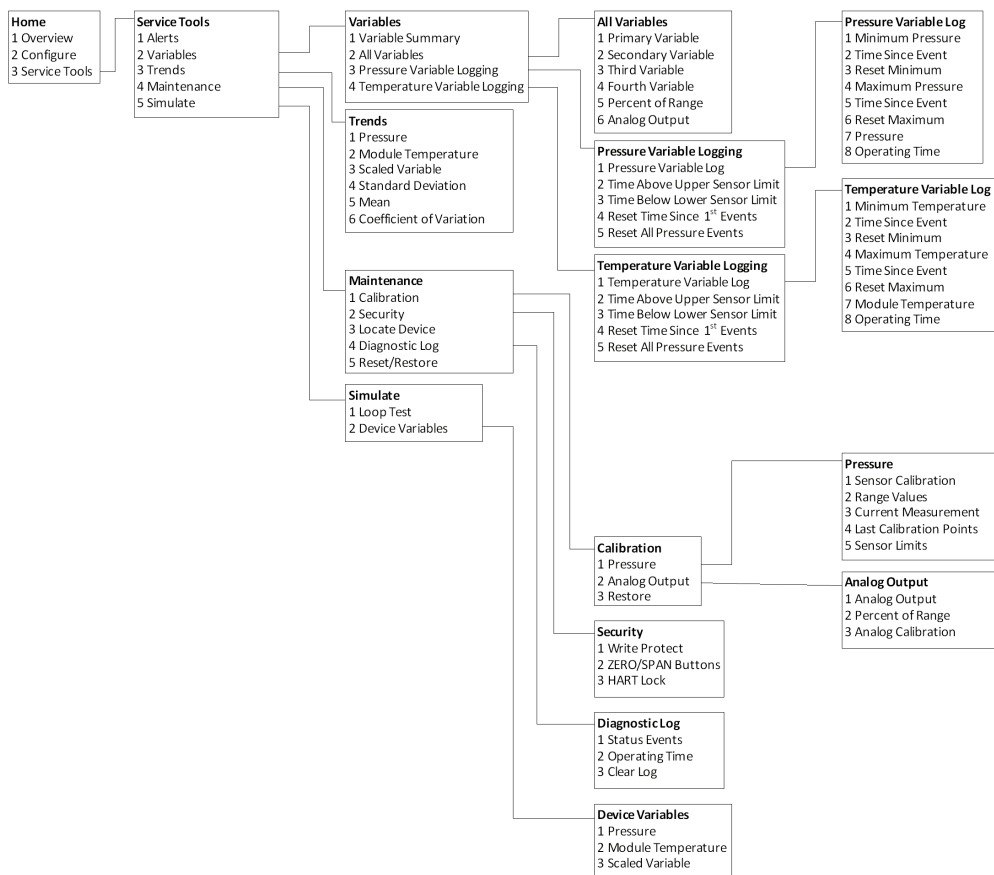 Home
1 Overview
2 Configure
3 Service Tools
Service Tools
1 Alerts
2 Variables
3 Trends
4 Maintenance
5 Simulate
Variables
1 Variable Summary
2 All Variables
3 Pressure Variable Logging
4 Temperature Variable Logging
Trends
1 Pressure
2 Module Temperature
3 Scaled Variable
4 Standard Deviation
5 Mean
6 Coefficient of Variation
Maintenance
1 Calibration
2 Security
3 Locate Device
4 Diagnostic Log
5 Reset/Restore
Simulate
1 Loop Test
2 Device Variables
All Variables
1 Primary Variable
2 Secondary Variable
3 Third Variable
4 Fourth Variable
5 Percent of Range
6 Analog Output
Pressure Variable Logging
1 Pressure Variable Log
2 Time Above Upper Sensor Limit
3 Time Below Lower Sensor Limit
4 Reset Time Since 1st Events
5 Reset All Pressure Events
Temperature Variable Logging
1 Temperature Variable Log
2 Time Above Upper Sensor Limit
3 Time Below Lower Sensor Limit
4 Reset Time Since 1st Events
5 Reset All Pressure Events
Calibration
1 Pressure
2 Analog Output
3 Restore
Security
1 Write Protect
2 ZERO/SPAN Buttons
3 HART Lock
Diagnostic Log
1 Status Events
2 Operating Time
3 Clear Log
Device Variables
1 Pressure
2 Module Temperature
3 Scaled Variable
Pressure Variable Log
1 Minimum Pressure
2 Time Since Event
3 Reset Minimum
4 Maximum Pressure
5 Time Since Event
6 Reset Maximum
7 Pressure
8 Operating Time
Temperature Variable Log
1 Minimum Temperature
2 Time Since Event
3 Reset Minimum
4 Maximum Temperature
5 Time Since Event
6 Reset Maximum
7 Module Temperature
8 Operating Time
Pressure
1 Sensor Calibration
2 Range Values
3 Current Measurement
4 Last Calibration Points
5 Sensor Limits
Analog Output
1 Analog Output
2 Percent of Range
3 Analog Calibration